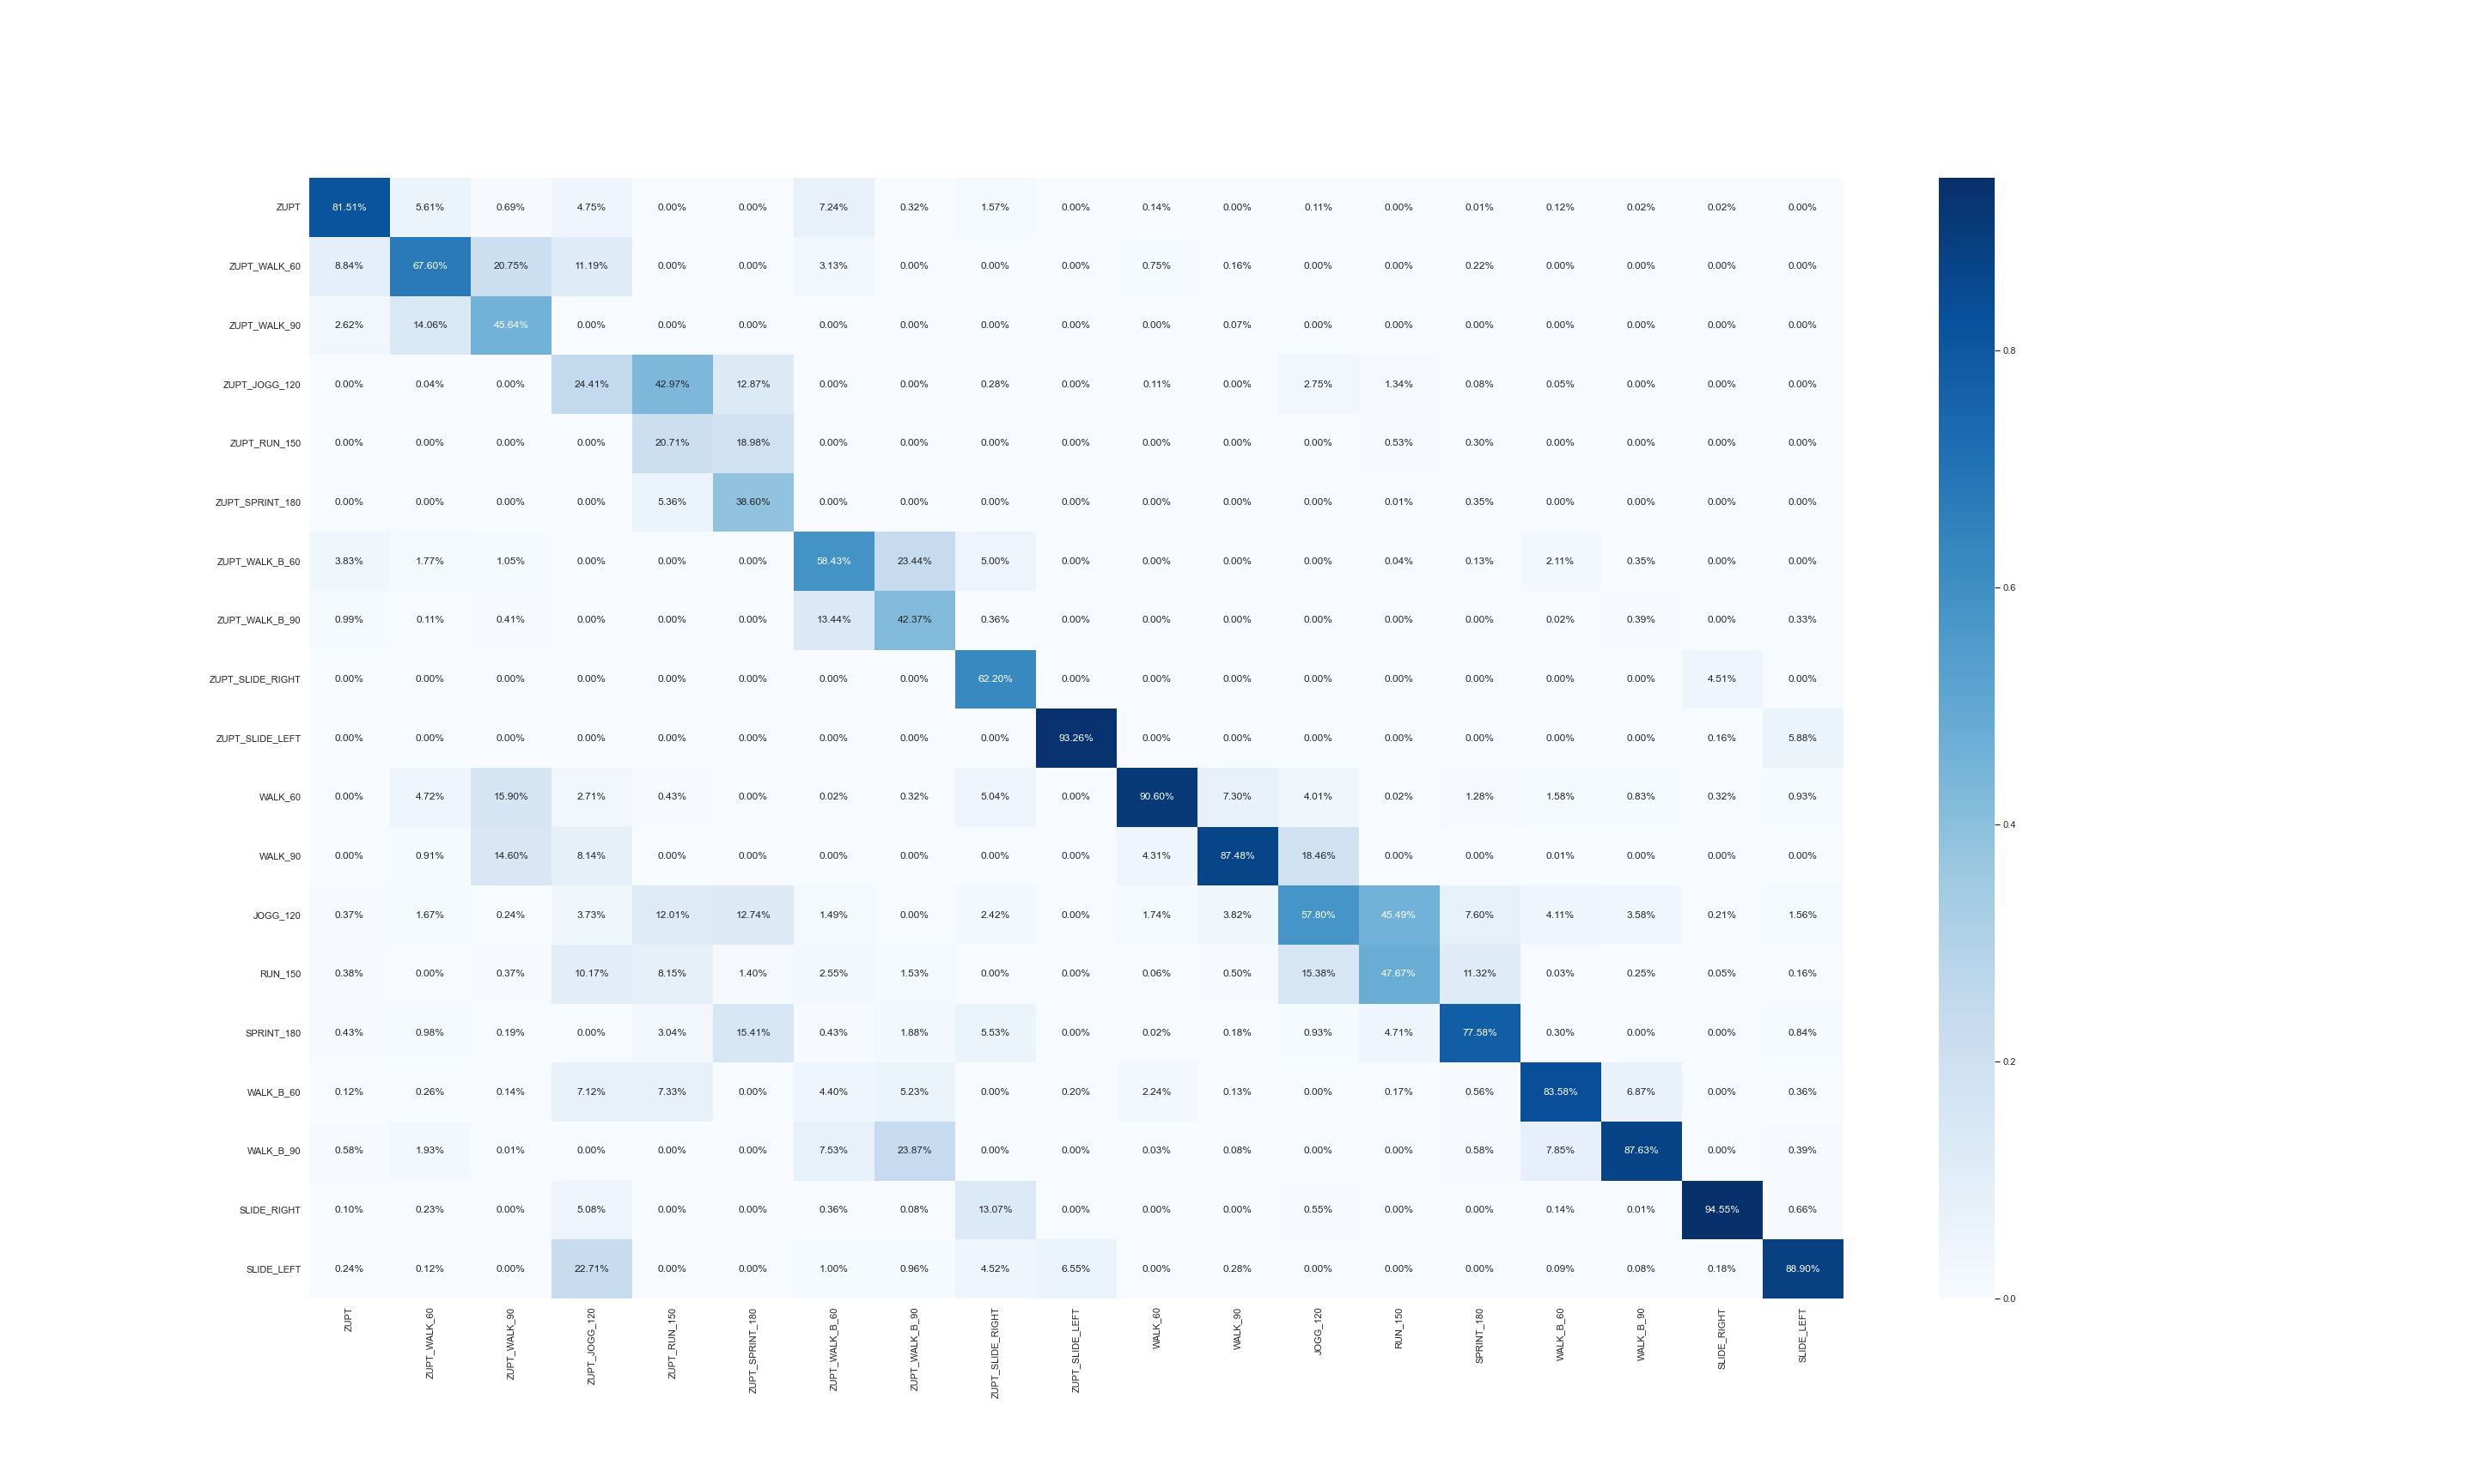 ZUPT 81.51% 5.61% 0.69% 4.75% 0.00% 0.00% 7.24% 0.32% 1.57% 0.00% 0.14% 0.00% 0.11% 0.00% 0.01% 0.12% 0.02% 0.02% 0.00%
ZUPT_WALK_60 8.84% 67.60% 20.75% 11.19% 0.00% 0.00% 3.13% 0.00% 0.00% 0.00% 0.75% 0.16% 0.00% 0.00% 0.22% 0.00% 0.00% 0.00% 0.00%
ZUPT_WALK_90 2.62% 14.06% 45.64% 0.00% 0.00% 0.00% 0.00% 0.00% 0.00% 0.00% 0.00% 0.07% 0.00% 0.00% 0.00% 0.00% 0.00% 0.00% 0.00%
0.8
ZUPT_JOGG_120 0.00% 0.04% 0.00% 24.41% 42.97% 12.87% 0.00% 0.00% 0.28% 0.00% 0.11% 0.00% 2.75% 1.34% 0.08% 0.05% 0.00% 0.00% 0.00%
ZUPT_RUN_150 0.00% 0.00% 0.00% 0.00% 20.71% 18.98% 0.00% 0.00% 0.00% 0.00% 0.00% 0.00% 0.00% 0.53% 0.30% 0.00% 0.00% 0.00% 0.00%
ZUPT_SPRINT_180 0.00% 0.00% 0.00% 0.00% 5.36% 38.60% 0.00% 0.00% 0.00% 0.00% 0.00% 0.00% 0.00% 0.01% 0.35% 0.00% 0.00% 0.00% 0.00%
ZUPT_WALK_B_60 3.83% 1.77% 1.05% 0.00% 0.00% 0.00% 58.43% 23.44% 5.00% 0.00% 0.00% 0.00% 0.00% 0.04% 0.13% 2.11% 0.35% 0.00% 0.00%
0.6
ZUPT_WALK_B_90 0.99% 0.11% 0.41% 0.00% 0.00% 0.00% 13.44% 42.37% 0.36% 0.00% 0.00% 0.00% 0.00% 0.00% 0.00% 0.02% 0.39% 0.00% 0.33%
ZUPT_SLIDE_RIGHT 0.00% 0.00% 0.00% 0.00% 0.00% 0.00% 0.00% 0.00% 62.20% 0.00% 0.00% 0.00% 0.00% 0.00% 0.00% 0.00% 0.00% 4.51% 0.00%
ZUPT_SLIDE_LEFT 0.00% 0.00% 0.00% 0.00% 0.00% 0.00% 0.00% 0.00% 0.00% 93.26% 0.00% 0.00% 0.00% 0.00% 0.00% 0.00% 0.00% 0.16% 5.88%
WALK_60 0.00% 4.72% 15.90% 2.71% 0.43% 0.00% 0.02% 0.32% 5.04% 0.00% 90.60% 7.30% 4.01% 0.02% 1.28% 1.58% 0.83% 0.32% 0.93%
0.4
WALK_90 0.00% 0.91% 14.60% 8.14% 0.00% 0.00% 0.00% 0.00% 0.00% 0.00% 4.31% 87.48% 18.46% 0.00% 0.00% 0.01% 0.00% 0.00% 0.00%
JOGG_120 0.37% 1.67% 0.24% 3.73% 12.01% 12.74% 1.49% 0.00% 2.42% 0.00% 1.74% 3.82% 57.80% 45.49% 7.60% 4.11% 3.58% 0.21% 1.56%
RUN_150 0.38% 0.00% 0.37% 10.17% 8.15% 1.40% 2.55% 1.53% 0.00% 0.00% 0.06% 0.50% 15.38% 47.67% 11.32% 0.03% 0.25% 0.05% 0.16%
SPRINT_180 0.43% 0.98% 0.19% 0.00% 3.04% 15.41% 0.43% 1.88% 5.53% 0.00% 0.02% 0.18% 0.93% 4.71% 77.58% 0.30% 0.00% 0.00% 0.84%
0.2
WALK_B_60 0.12% 0.26% 0.14% 7.12% 7.33% 0.00% 4.40% 5.23% 0.00% 0.20% 2.24% 0.13% 0.00% 0.17% 0.56% 83.58% 6.87% 0.00% 0.36%
WALK_B_90 0.58% 1.93% 0.01% 0.00% 0.00% 0.00% 7.53% 23.87% 0.00% 0.00% 0.03% 0.08% 0.00% 0.00% 0.58% 7.85% 87.63% 0.00% 0.39%
SLIDE_RIGHT 0.10% 0.23% 0.00% 5.08% 0.00% 0.00% 0.36% 0.08% 13.07% 0.00% 0.00% 0.00% 0.55% 0.00% 0.00% 0.14% 0.01% 94.55% 0.66%
SLIDE_LEFT 0.24% 0.12% 0.00% 22.71% 0.00% 0.00% 1.00% 0.96% 4.52% 6.55% 0.00% 0.28% 0.00% 0.00% 0.00% 0.09% 0.08% 0.18% 88.90%
0.0
ZUPT
ZUPT_WALK_60
ZUPT_WALK_90
ZUPT_JOGG_120
ZUPT_RUN_150
ZUPT_SPRINT_180
ZUPT_WALK_B_60
ZUPT_WALK_B_90
ZUPT_SLIDE_RIGHT
ZUPT_SLIDE_LEFT
WALK_60
WALK_90
JOGG_120
RUN_150
SPRINT_180
WALK_B_60
WALK_B_90
SLIDE_RIGHT
SLIDE_LEFT